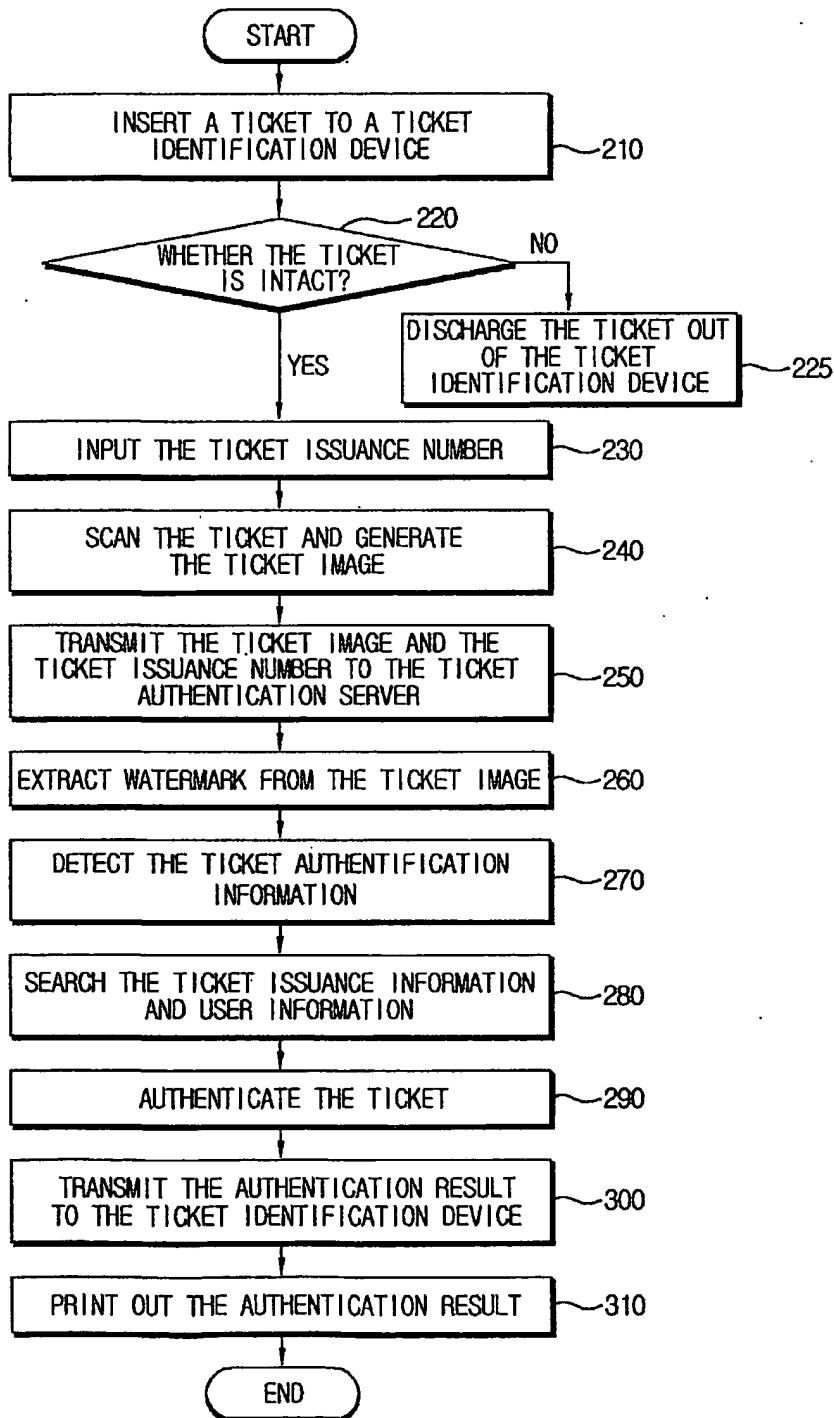 START
INSERT A TICKET TO A TICKET
IDENTIFICATION DEVICE
210
220
WHETHER THE TICKET
IS INTACT?
NO
DISCHARGE THE TICKET OUT
OF THE TICKET
IDENTIFICATION DEVICE
225
YES
INPUT THE TICKET ISSUANCE NUMBER
230
SCAN THE TICKET AND GENERATE
THE TICKET IMAGE
240
TRANSMIT THE TICKET IMAGE AND THE
TICKET ISSUANCE NUMBER TO THE TICKET
AUTHENTICATION SERVER
250
EXTRACT WATERMARK FROM THE TICKET IMAGE
260
DETECT THE TICKET AUTHENTIFICATION
INFORMATION
270
SEARCH THE TICKET ISSUANCE INFORMATION
AND USER INFORMATION
280
AUTHENTICATE THE TICKET
290
TRANSMIT THE AUTHENTICATION RESULT
TO THE TICKET IDENTIFICATION DEVICE
300
PRINT OUT THE AUTHENTICATION RESULT
310
END